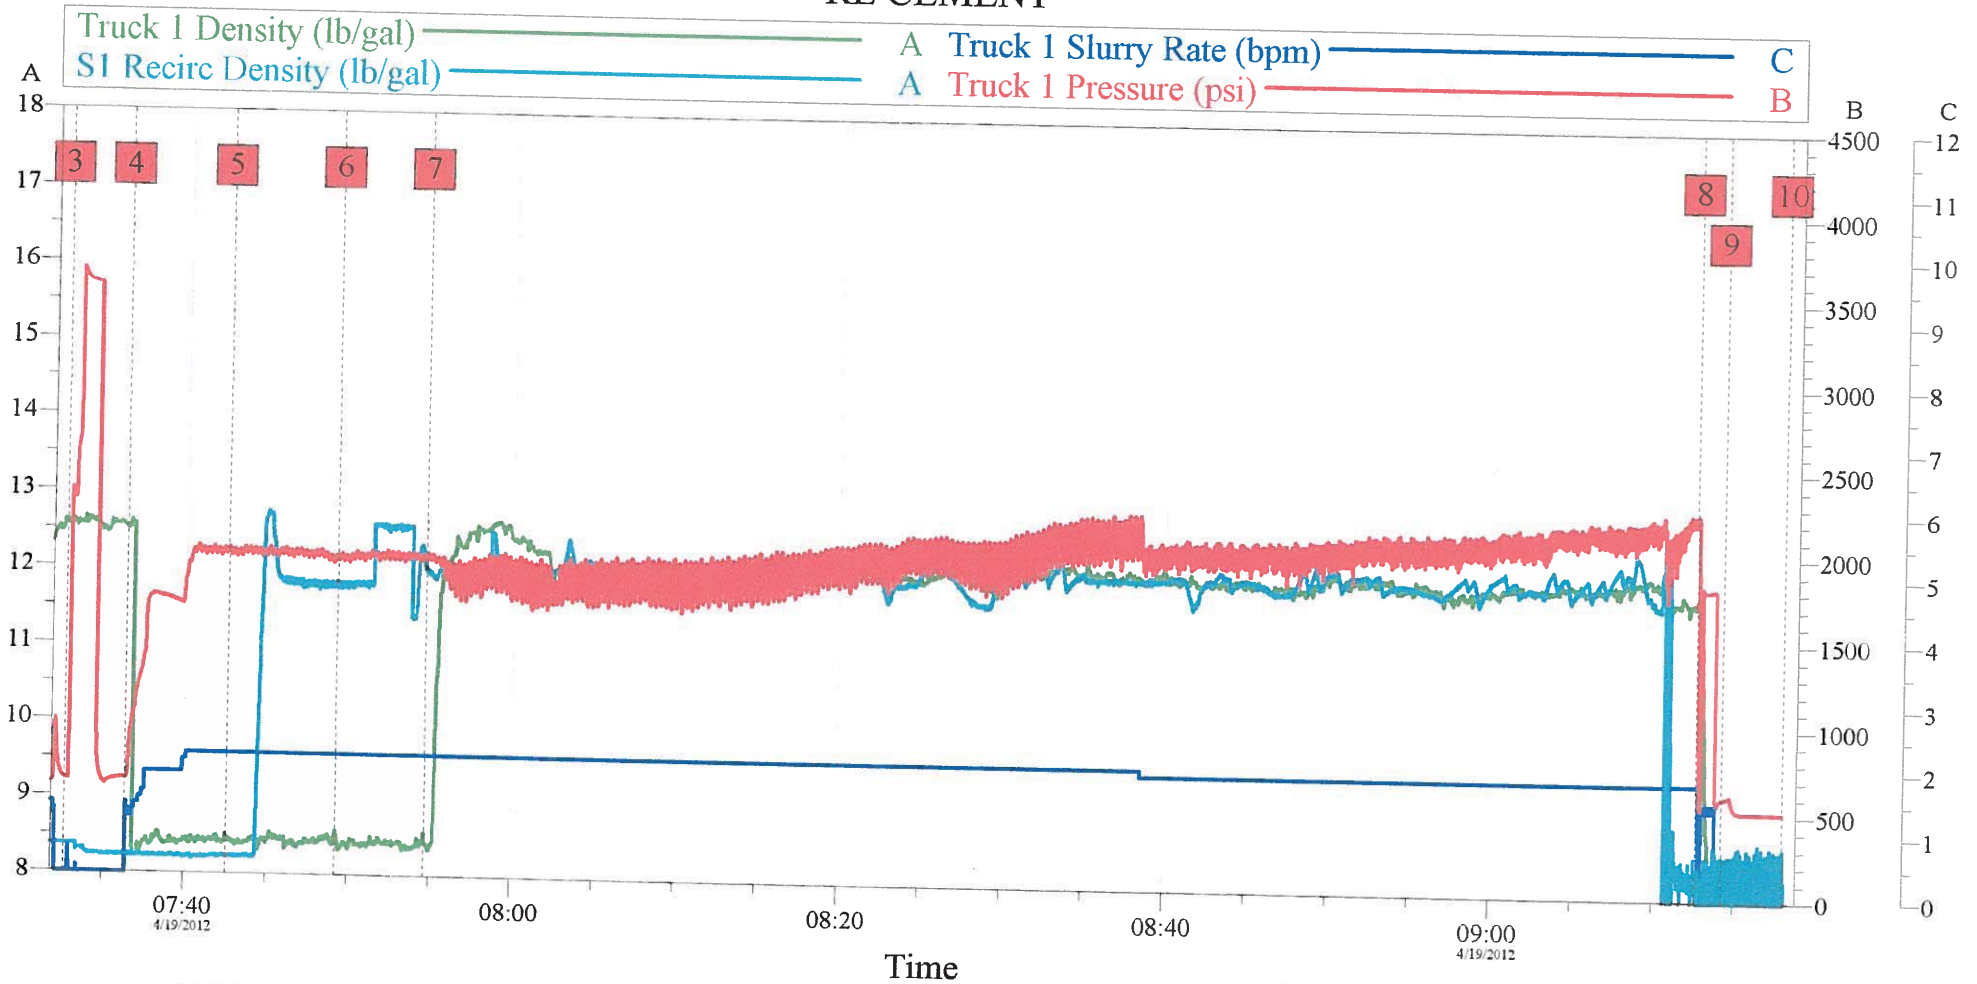 RE CEMENT
Truck 1 Density (lb/gal) A Truck 1 Slurry Rate (bpm) C
S1 Recirc Density (lb/gal) A Truck 1 Pressure (psi) B
A B C
18 17 16 15 14 13 12 11 10 9 8
4500 4000 3500 3000 2500 2000 1500 1000 500 0
12 11 10 9 8 7 6 5 4 3 2 1 0
3 4 5 6 7 8 9 10
07:40 08:00 08:20 08:40 09:00
4/19/2012 4/19/2012
Time